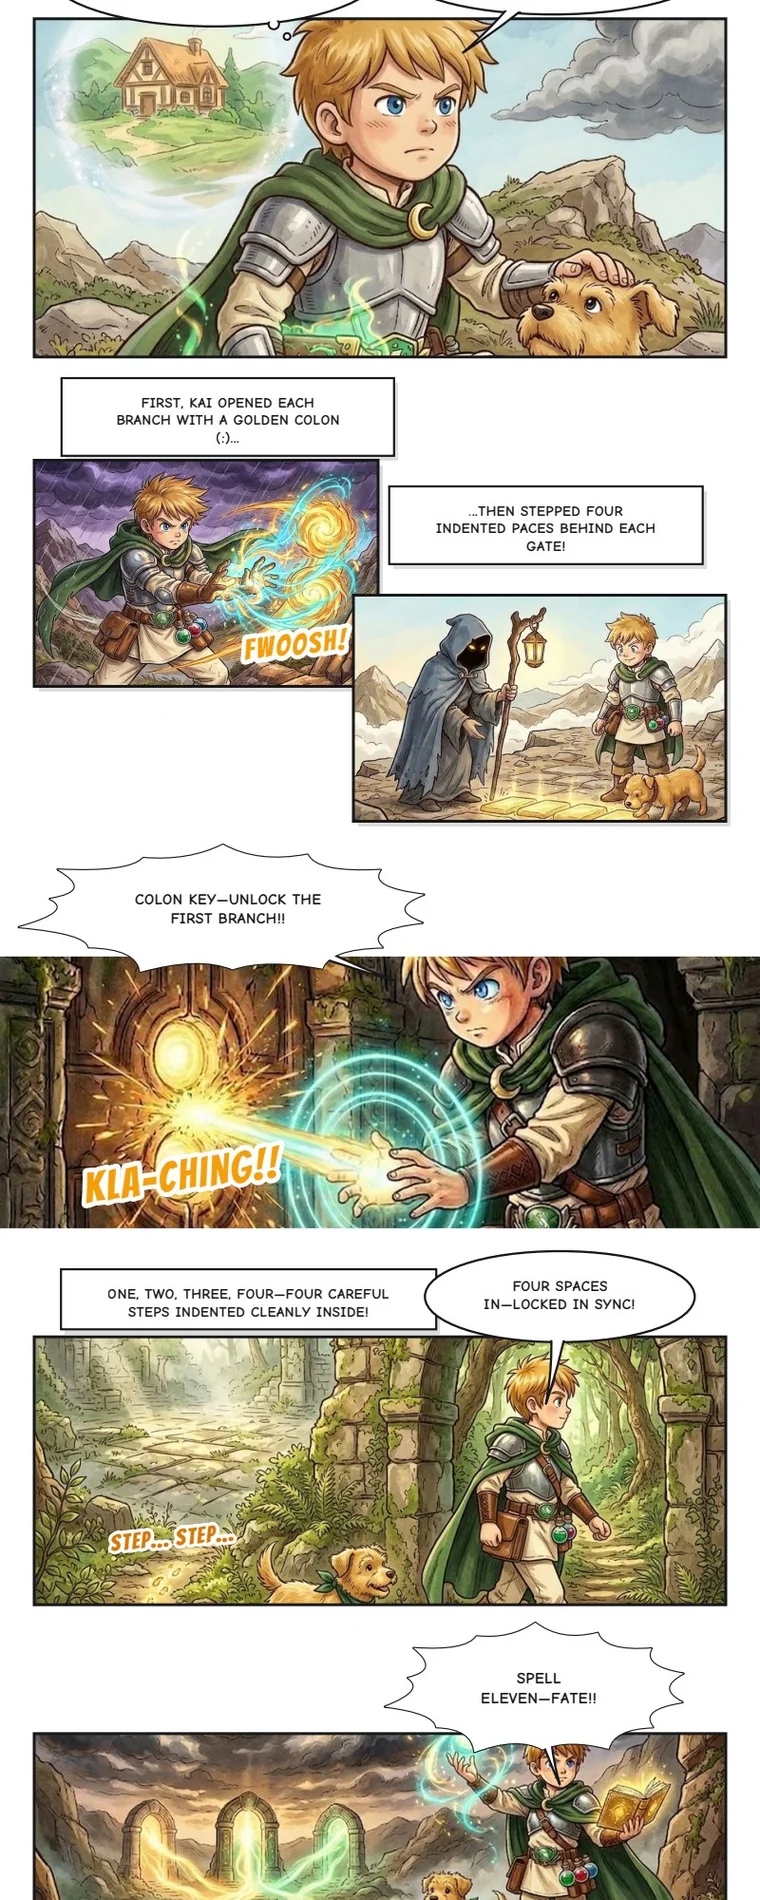 FIRST, KAI OPENED EACH
BRANCH WITH A GOLDEN COLON
(:)...
...THEN STEPPED FOUR
INDENTED PACES BEHIND EACH
GATE!
FWOOSH!
COLON KEY—UNLOCK THE
FIRST BRANCH!!
KLA-CHING!!
ONE, TWO, THREE, FOUR—FOUR CAREFUL
STEPS INDENTED CLEANLY INSIDE!
FOUR SPACES
IN—LOCKED IN SYNC!
STEP... STEP...
SPELL
ELEVEN—FATE!!